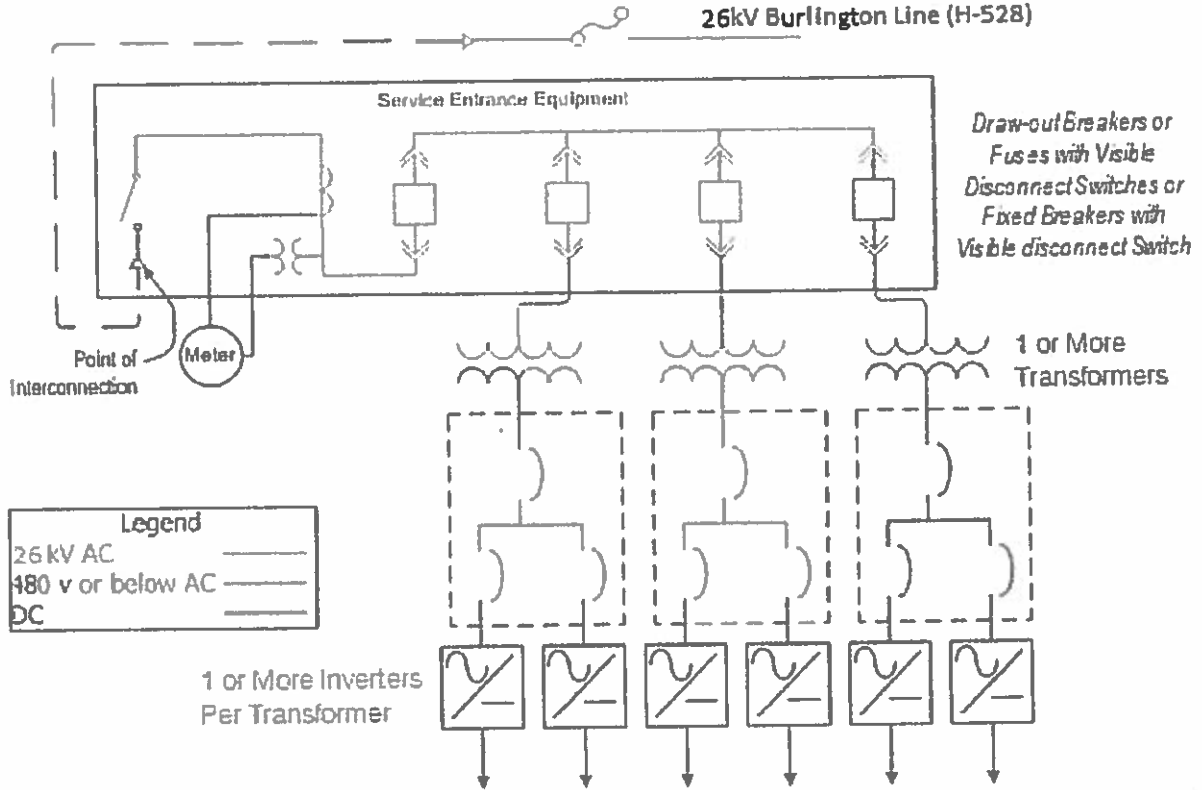 26kV Burlington Line (H-528)
Service Entrance Equipment
Draw-out Breakers or
Fuses with Visible
Disconnect Switches or
Fixed Breakers with
Visible disconnect Switch
Point of
Interconnection
Meter
1 or More
Transformers
Legend
26 kV AC
480 v or below AC
DC
1 or More Inverters
Per Transformer